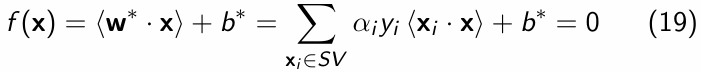 f(x) = ⟨w* · x⟩ + b* = ∑_{x_i∈SV} α_i y_i ⟨x_i · x⟩ + b* = 0 (19)